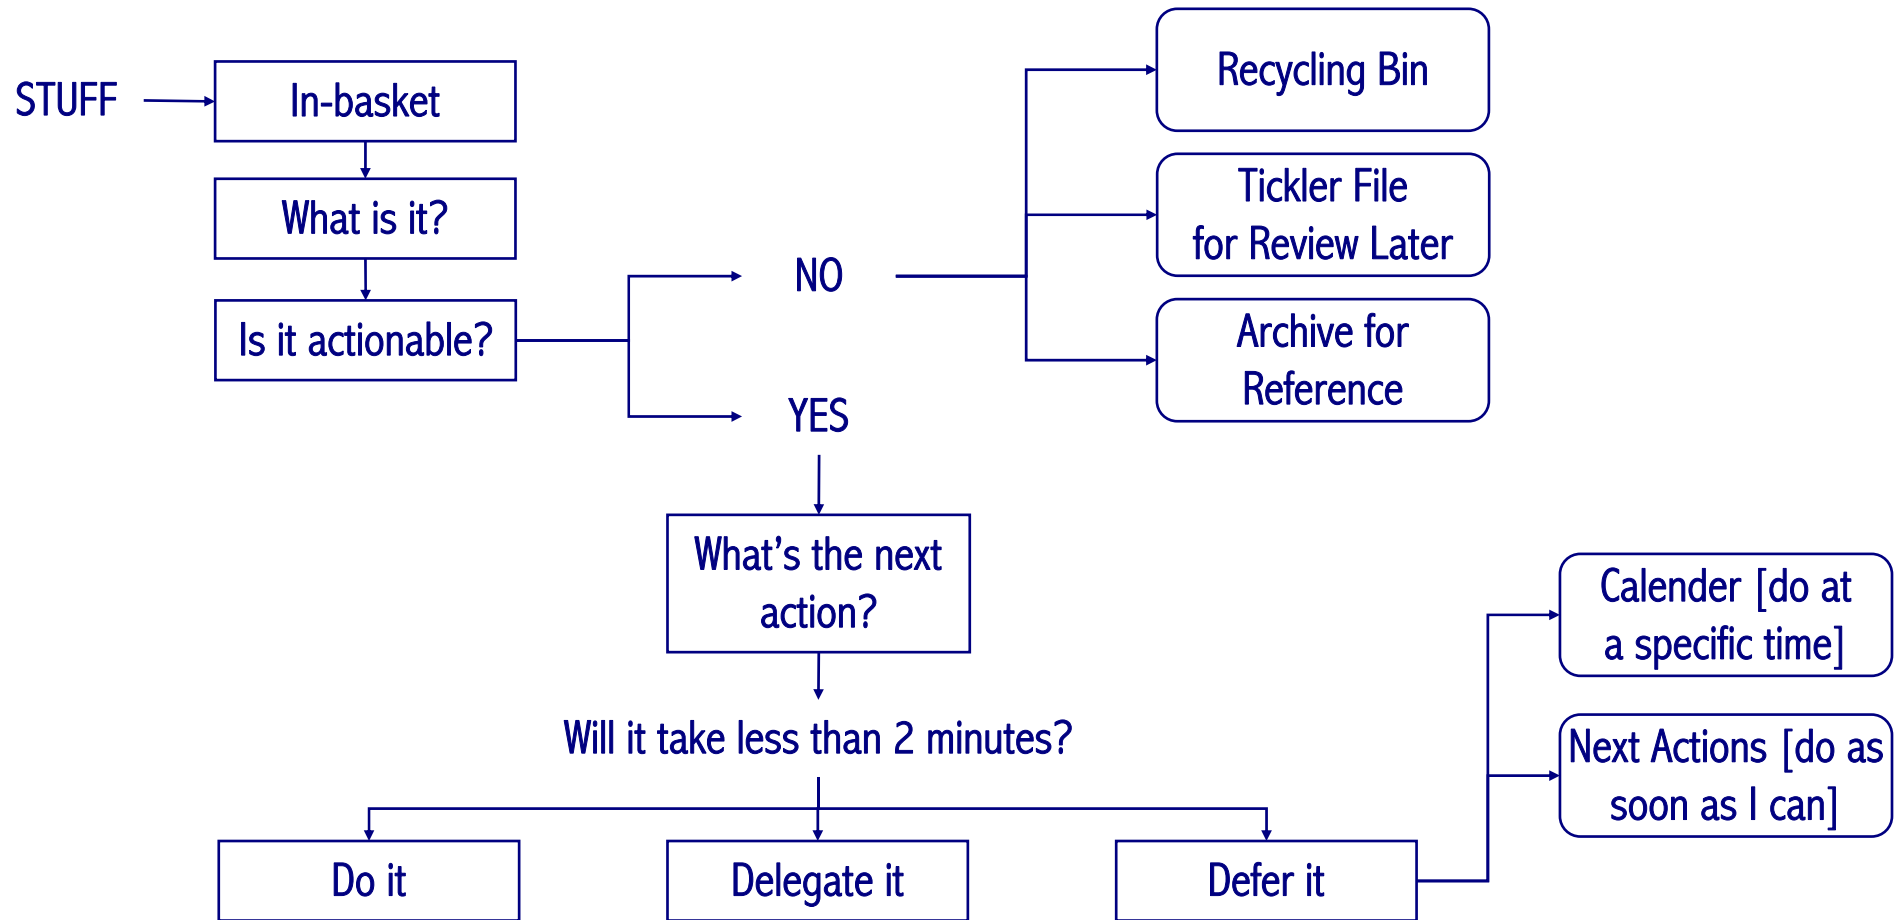 STUFF
In-basket
What is it?
Is it actionable?
NO
YES
Recycling Bin
Tickler File
for Review Later
Archive for
Reference
What’s the next
action?
Will it take less than 2 minutes?
Do it
Delegate it
Defer it
Calender [do at
a specific time]
Next Actions [do as
soon as I can]